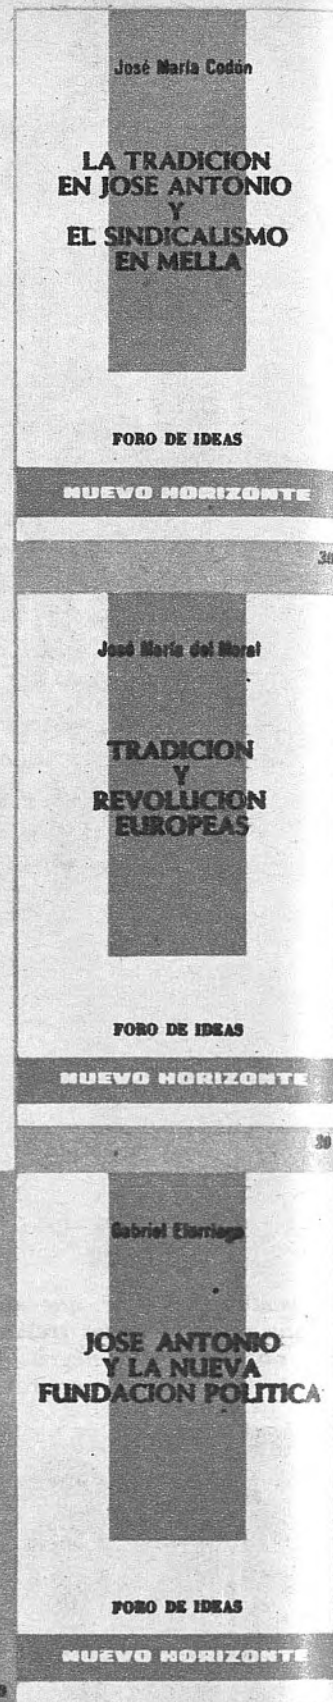 José María Codón
LA TRADICION
EN JOSE ANTONIO
Y
EL SINDICALISMO
EN MELLA
FORO DE IDEAS
NUEVO HORIZONTE
30
José María del Moral
TRADICION
Y
REVOLUCION
EUROPEAS
FORO DE IDEAS
NUEVO HORIZONTE
30
Gabriel Elorriaga
JOSE ANTONIO
Y LA NUEVA
FUNDACION POLITICA
FORO DE IDEAS
NUEVO HORIZONTE